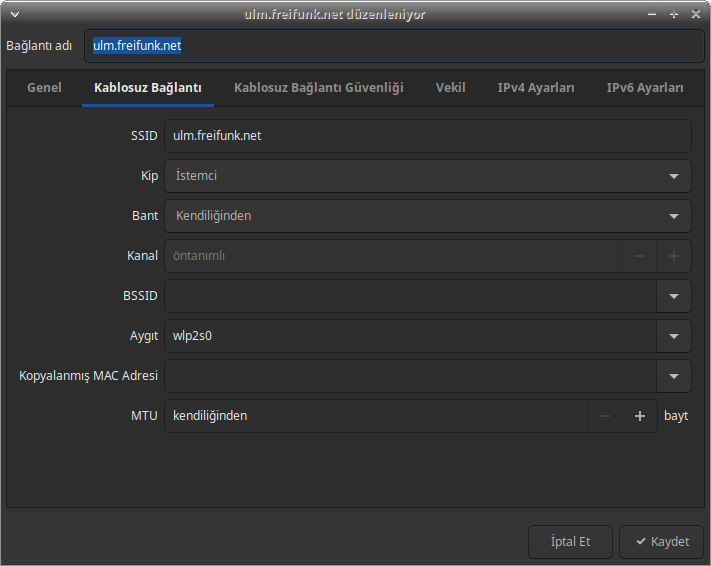 ulm.freifunk.net düzenleniyor
Bağlantı adı ulm.freifunk.net
Genel Kablosuz Bağlantı Kablosuz Bağlantı Güvenliği Vekil IPv4 Ayarları IPv6 Ayarları
SSID ulm.freifunk.net
Kip İstemci
Bant Kendiliğinden
Kanal öntanımlı
BSSID
Aygıt wlp2s0
Kopyalanmış MAC Adresi
MTU kendiliğinden bayt
İptal Et Kaydet